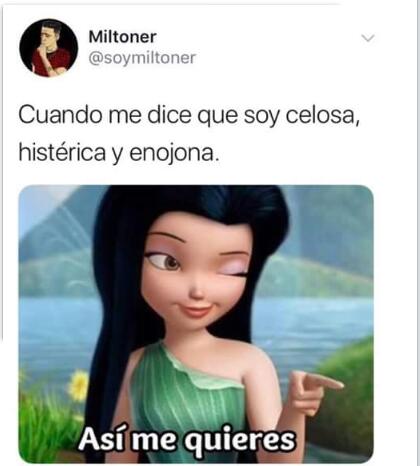 Miltoner
@soymiltoner
Cuando me dice que soy celosa,
histérica y enojona.
Así me quieres